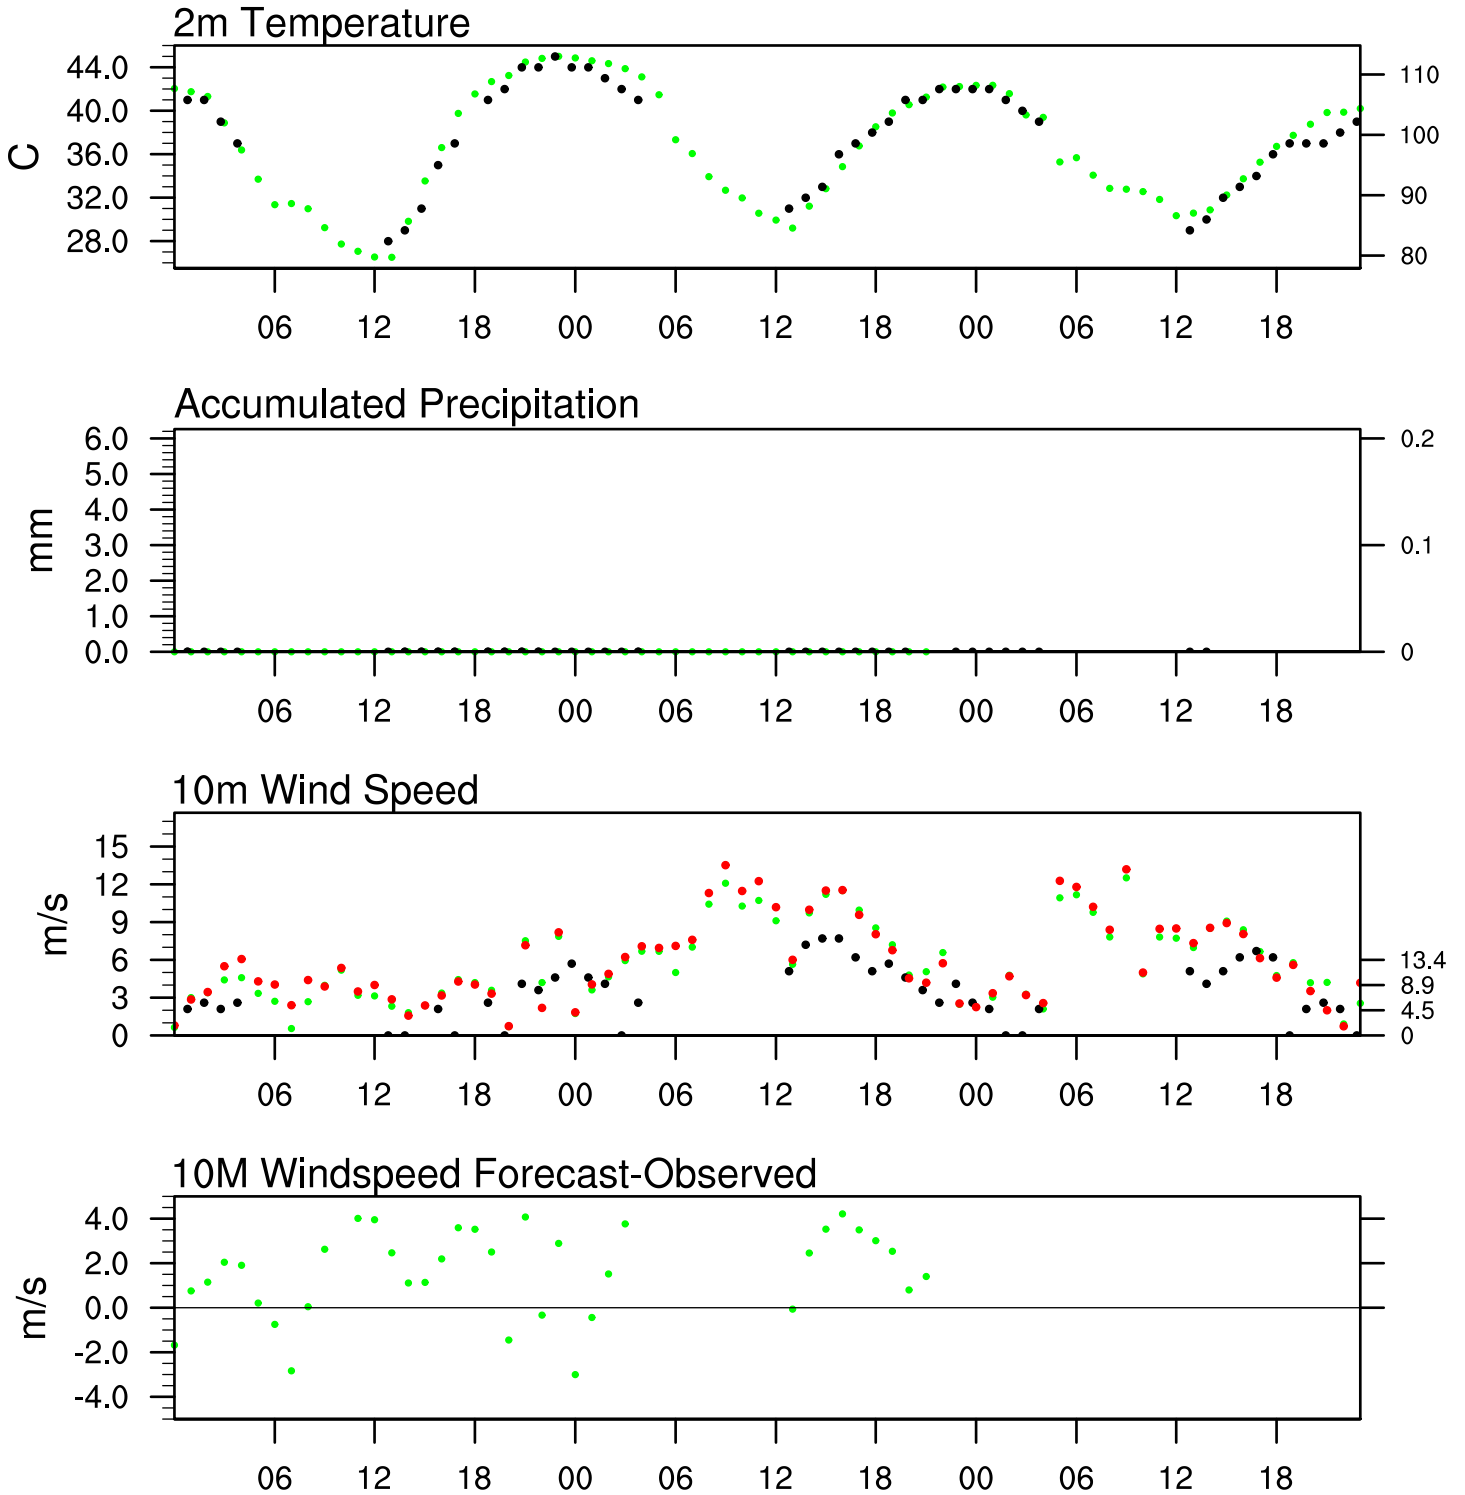 2m Temperature
44.0
40.0
36.0
32.0
28.0
C
110
100
90
80
06 12 18 00 06 12 18 00 06 12 18
Accumulated Precipitation
6.0
5.0
4.0
3.0
2.0
1.0
0.0
mm
0.2
0.1
0
06 12 18 00 06 12 18 00 06 12 18
10m Wind Speed
15
12
9
6
3
0
m/s
13.4
8.9
4.5
0
06 12 18 00 06 12 18 00 06 12 18
10M Windspeed Forecast-Observed
4.0
2.0
0.0
-2.0
-4.0
m/s
06 12 18 00 06 12 18 00 06 12 18